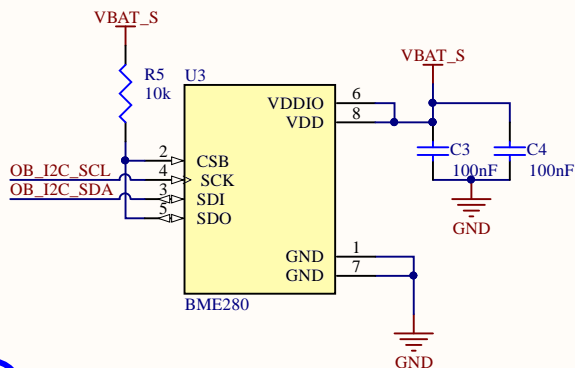 VBAT_S
R5
10k
U3
VBAT_S
VDDIO
6
VDD
8
2
CSB
OB_I2C_SCL
4
SCK
OB_I2C_SDA
3
SDI
5
SDO
C3
100nF
C4
100nF
GND
GND
1
GND
7
BME280
GND